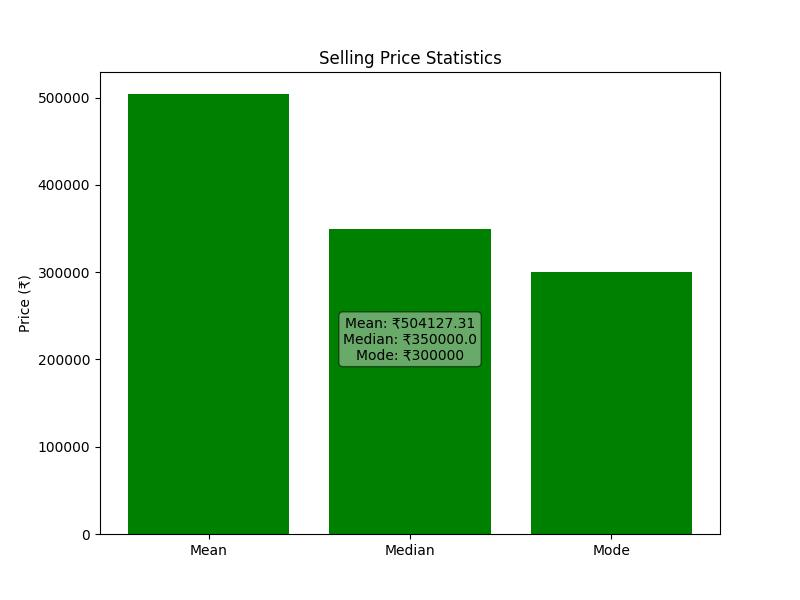 Selling Price Statistics
500000
400000
300000
200000
100000
0
Price (₹)
Mean: ₹504127.31
Median: ₹350000.0
Mode: ₹300000
Mean Median Mode